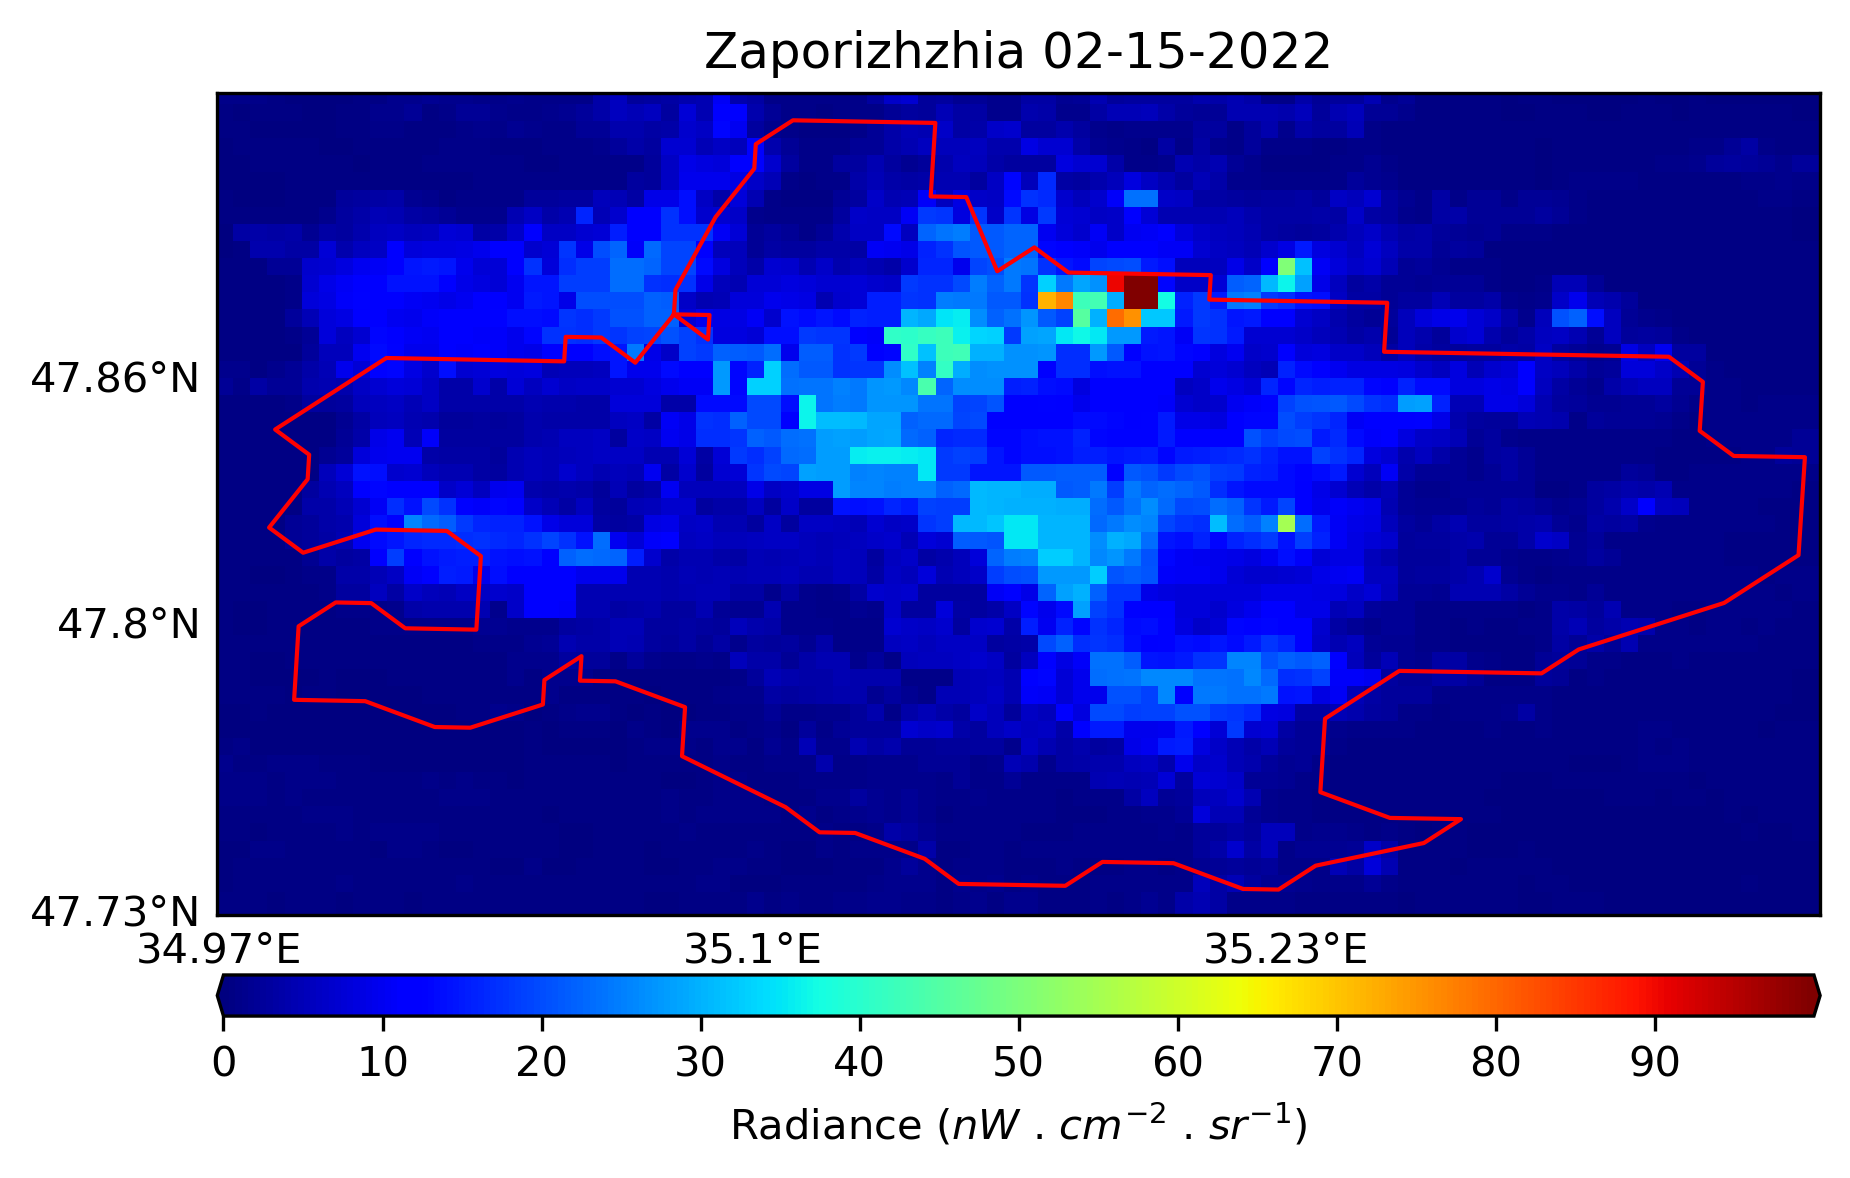 Zaporizhzhia 02-15-2022
47.86°N
47.8°N
47.73°N
34.97°E 35.1°E 35.23°E
0 10 20 30 40 50 60 70 80 90
Radiance (nW . cm⁻² . sr⁻¹)